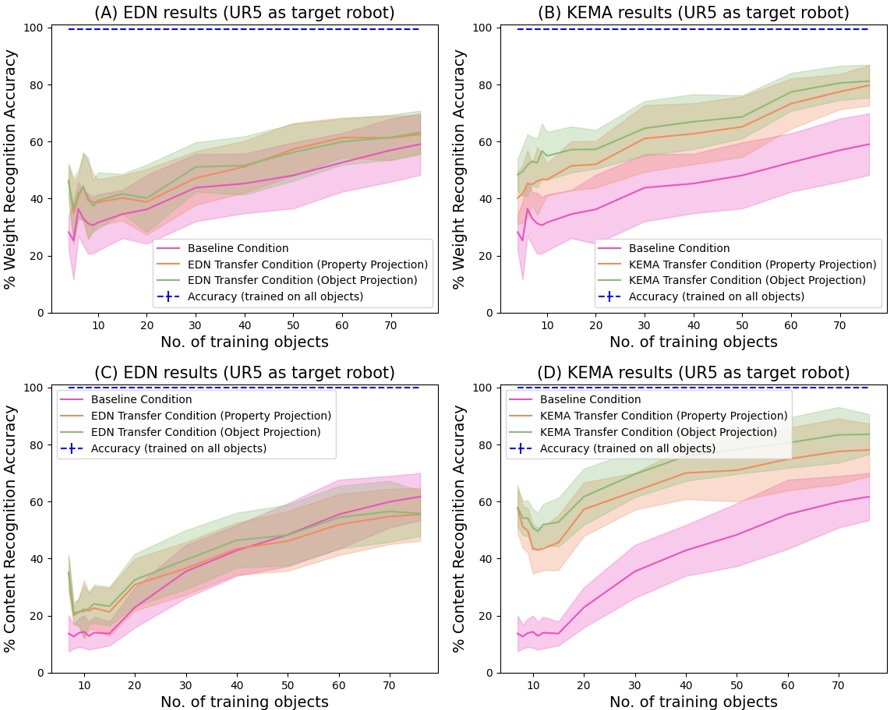 (A) EDN results (UR5 as target robot)
% Weight Recognition Accuracy
100
80
60
40
20
0
Baseline Condition
EDN Transfer Condition (Property Projection)
EDN Transfer Condition (Object Projection)
Accuracy (trained on all objects)
10 20 30 40 50 60 70
No. of training objects
(B) KEMA results (UR5 as target robot)
% Weight Recognition Accuracy
100
80
60
40
20
0
Baseline Condition
KEMA Transfer Condition (Property Projection)
KEMA Transfer Condition (Object Projection)
Accuracy (trained on all objects)
10 20 30 40 50 60 70
No. of training objects
(C) EDN results (UR5 as target robot)
% Content Recognition Accuracy
100
80
60
40
20
0
Baseline Condition
EDN Transfer Condition (Property Projection)
EDN Transfer Condition (Object Projection)
Accuracy (trained on all objects)
10 20 30 40 50 60 70
No. of training objects
(D) KEMA results (UR5 as target robot)
% Content Recognition Accuracy
100
80
60
40
20
0
Baseline Condition
KEMA Transfer Condition (Property Projection)
KEMA Transfer Condition (Object Projection)
Accuracy (trained on all objects)
10 20 30 40 50 60 70
No. of training objects